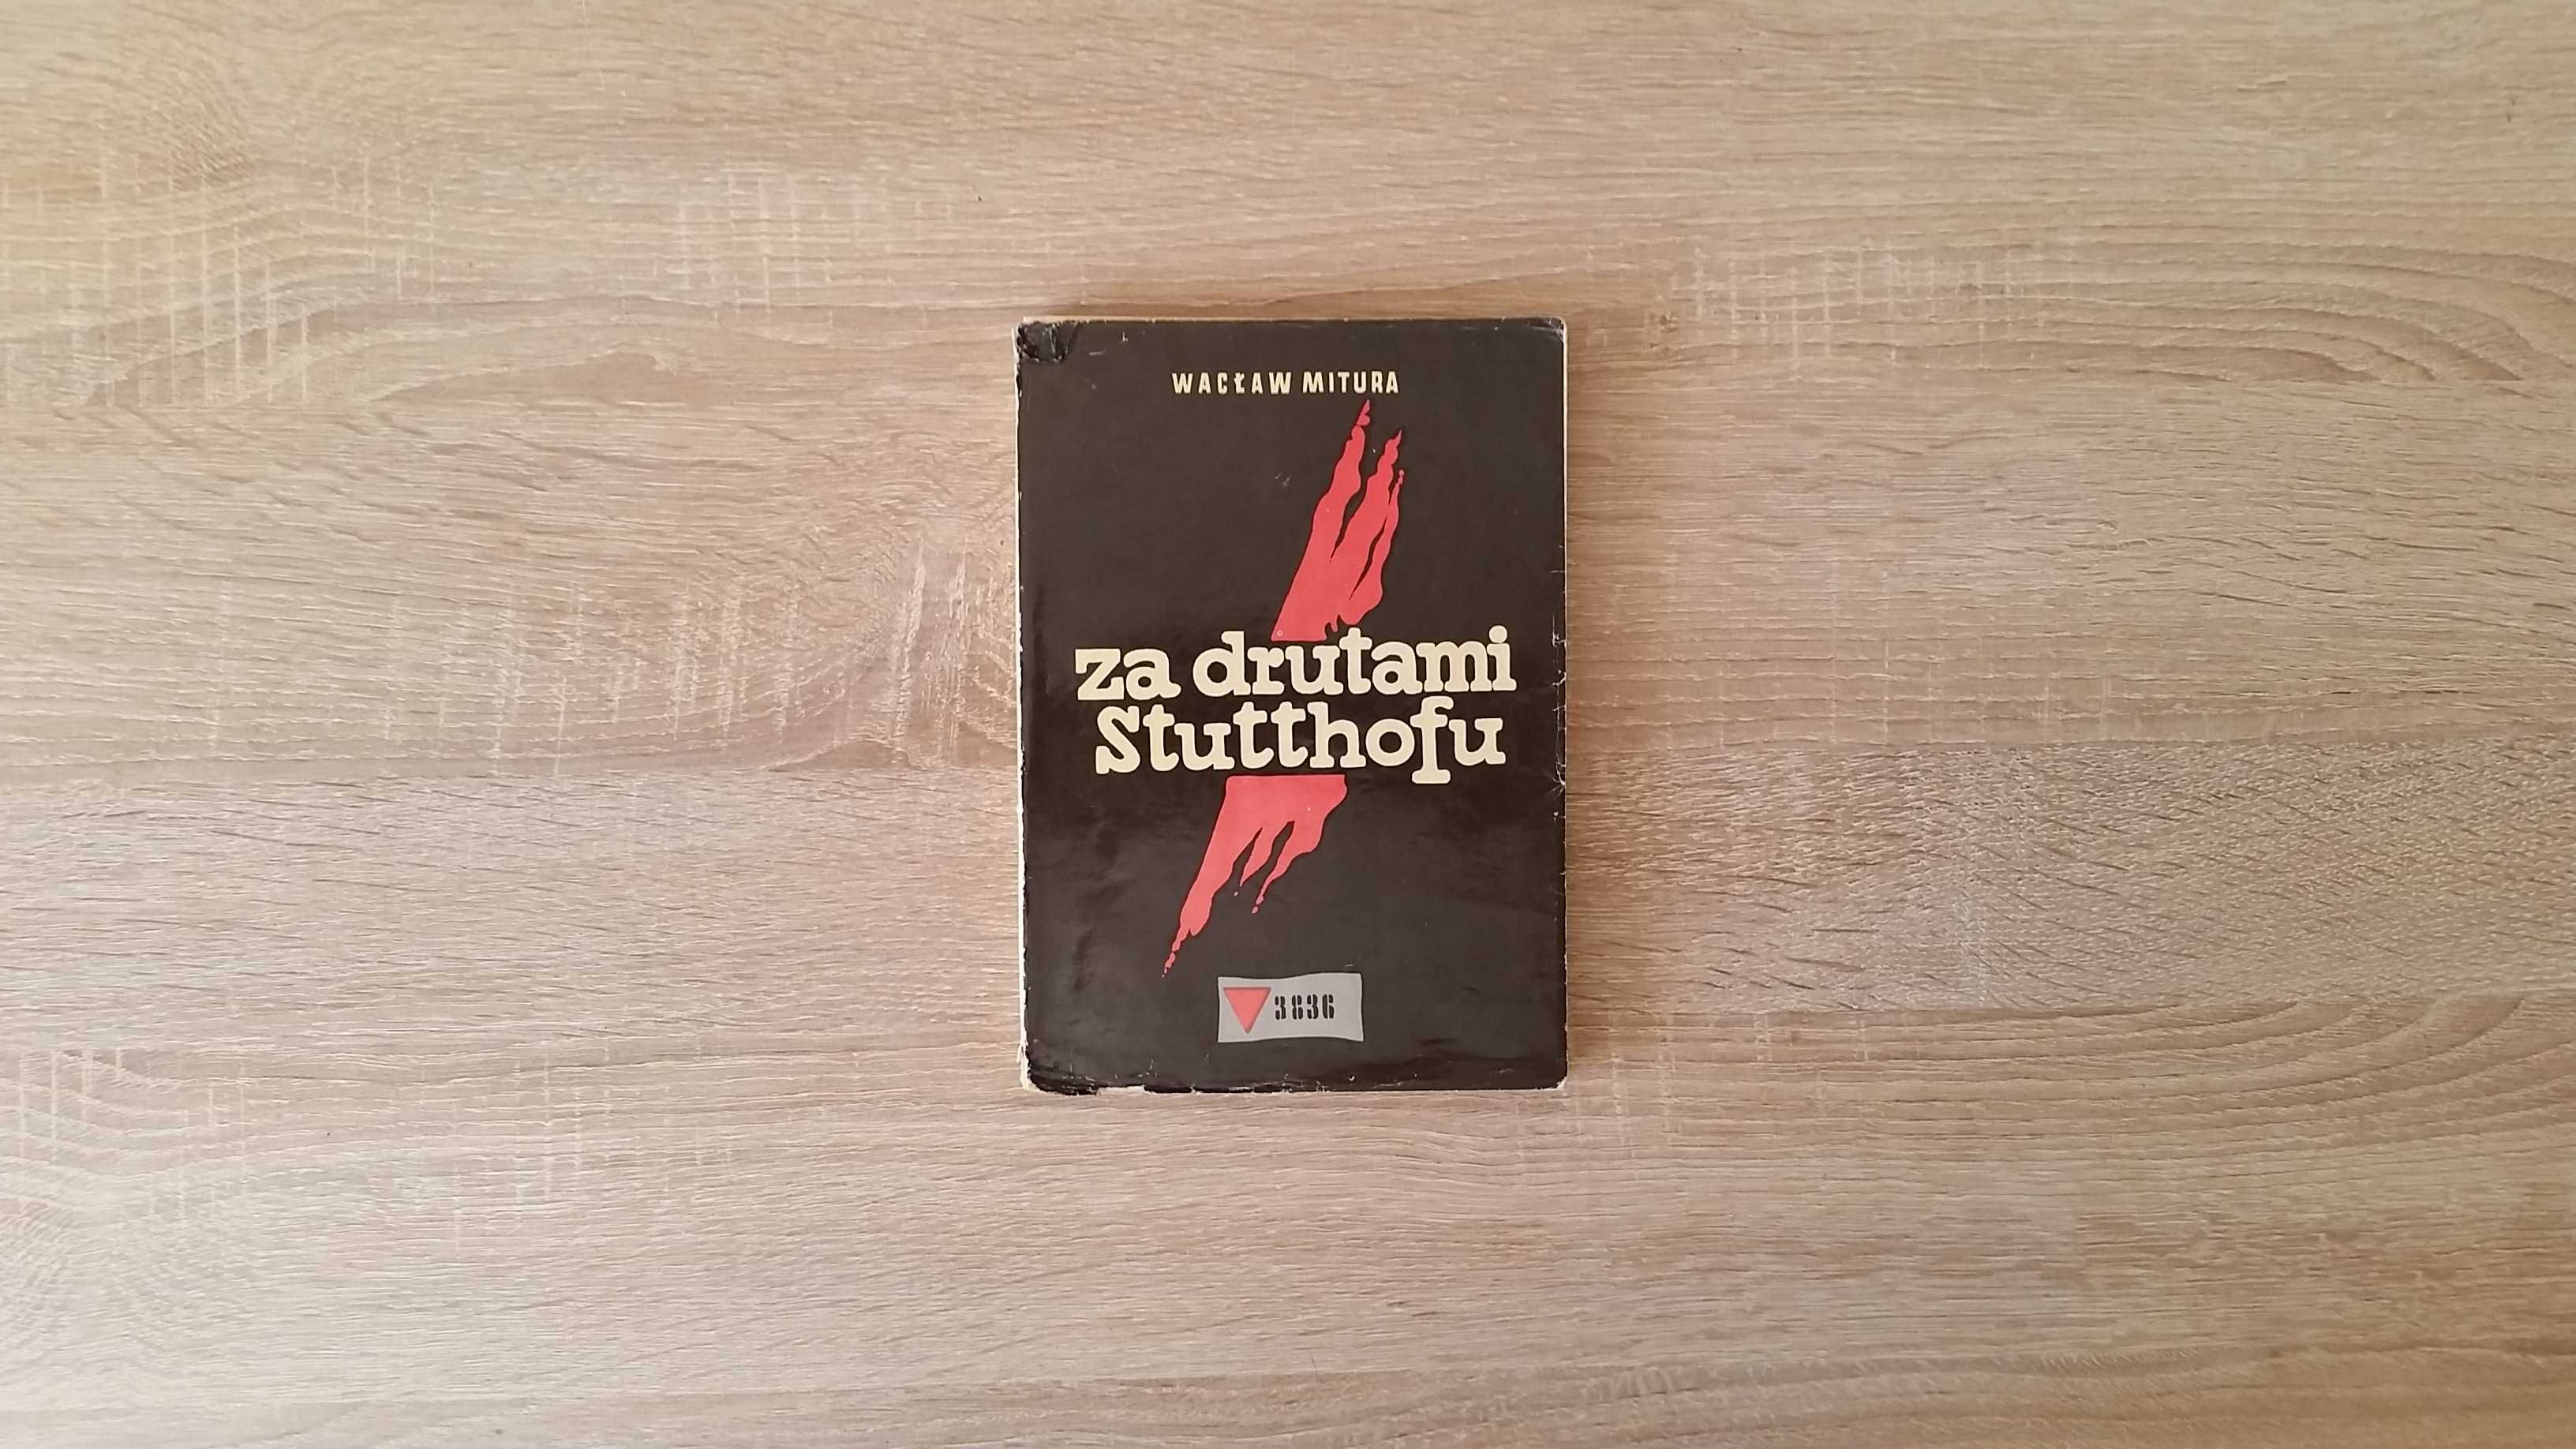 WACŁAW MITURA
za drutami
Stutthofu
3836